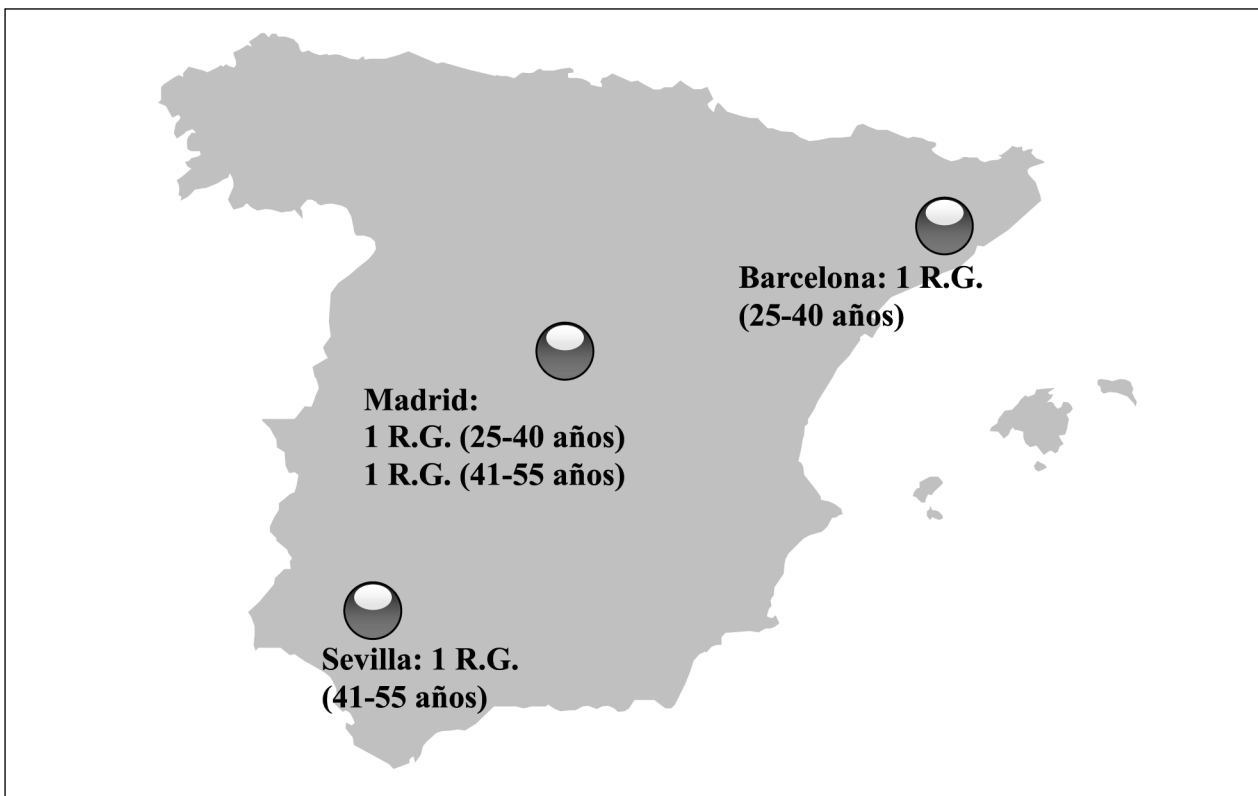 Barcelona: 1 R.G.
(25-40 años)
Madrid:
1 R.G. (25-40 años)
1 R.G. (41-55 años)
Sevilla: 1 R.G.
(41-55 años)